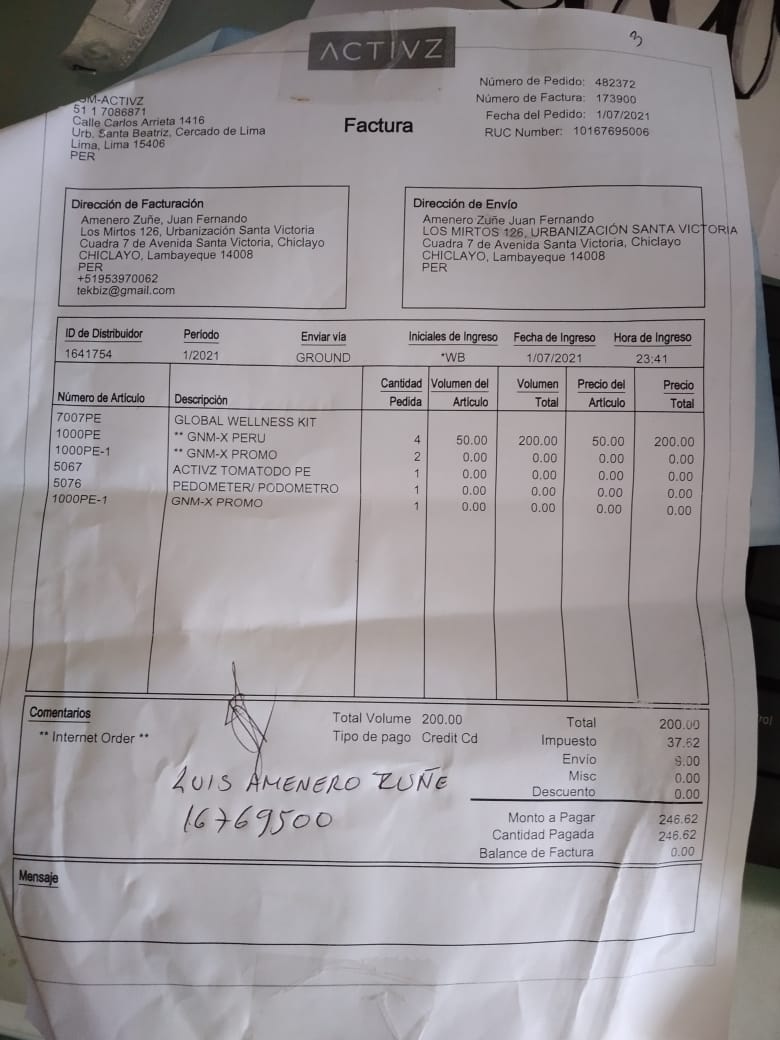 3
ACTIVZ
GM-ACTIVZ
51 1 7086871
Calle Carlos Arrieta 1416
Urb. Santa Beatriz, Cercado de Lima
Lima, Lima 15406
PER
Factura
Número de Pedido: 482372
Número de Factura: 173900
Fecha del Pedido: 1/07/2021
RUC Number: 10167695006
Dirección de Facturación
Amenero Zuñe, Juan Fernando
Los Mirtos 126, Urbanización Santa Victoria
Cuadra 7 de Avenida Santa Victoria, Chiclayo
CHICLAYO, Lambayeque 14008
PER
+51953970062
tekbiz@gmail.com
Dirección de Envío
Amenero Zuñe Juan Fernando
LOS MIRTOS 126, URBANIZACIÓN SANTA VICTORIA
Cuadra 7 de Avenida Santa Victoria, Chiclayo
CHICLAYO, Lambayeque 14008
PER
ID de Distribuidor Período Enviar vía Iniciales de Ingreso Fecha de Ingreso Hora de Ingreso
1641754 1/2021 GROUND *WB 1/07/2021 23:41
Número de Artículo Descripción Cantidad Pedida Volumen del Artículo Volumen Total Precio del Artículo Precio Total
7007PE GLOBAL WELLNESS KIT 4 50.00 200.00 50.00 200.00
1000PE ** GNM-X PERU 2 0.00 0.00 0.00 0.00
1000PE-1 ** GNM-X PROMO 1 0.00 0.00 0.00 0.00
5067 ACTIVZ TOMATODO PE 1 0.00 0.00 0.00 0.00
5076 PEDOMETER/ PODOMETRO 1 0.00 0.00 0.00 0.00
1000PE-1 GNM-X PROMO
Comentarios
** Internet Order **
Total Volume 200.00
Tipo de pago Credit Cd
Total 200.00
Impuesto 37.62
Envío 9.00
Misc 0.00
Descuento 0.00
Monto a Pagar 246.62
Cantidad Pagada 246.62
Balance de Factura 0.00
LUIS AMENERO ZUÑE
16769500
Mensaje